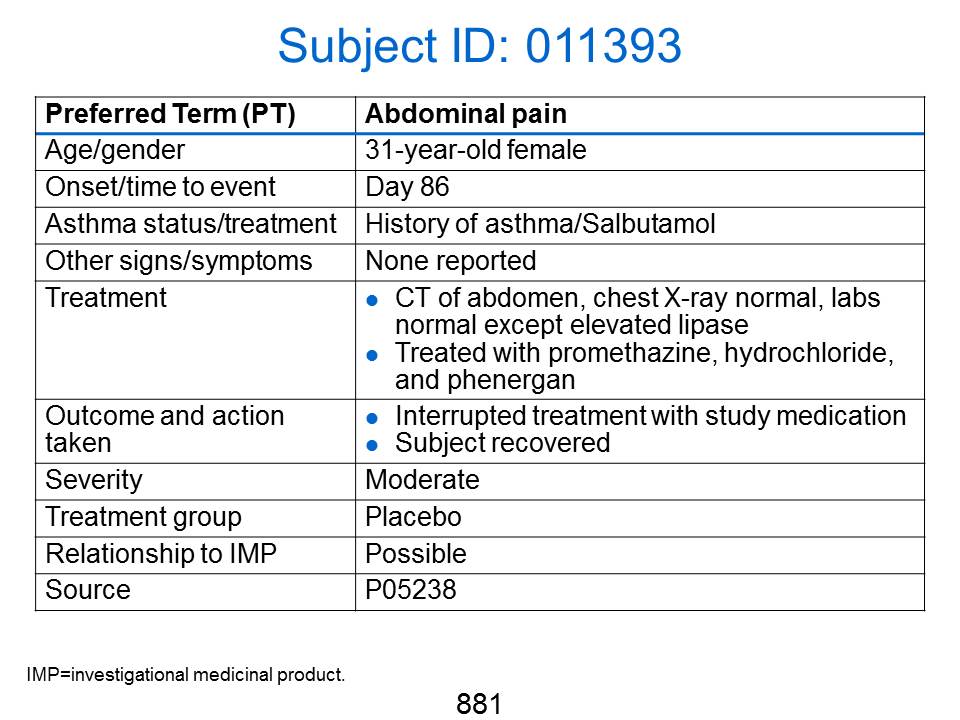 Subject ID: 011393
Preferred Term (PT) Abdominal pain
Age/gender 31-year-old female
Onset/time to event Day 86
Asthma status/treatment History of asthma/Salbutamol
Other signs/symptoms None reported
Treatment ● CT of abdomen, chest X-ray normal, labs
normal except elevated lipase
● Treated with promethazine, hydrochloride,
and phenergan
Outcome and action ● Interrupted treatment with study medication
taken ● Subject recovered
Severity Moderate
Treatment group Placebo
Relationship to IMP Possible
Source P05238
IMP=investigational medicinal product.
881